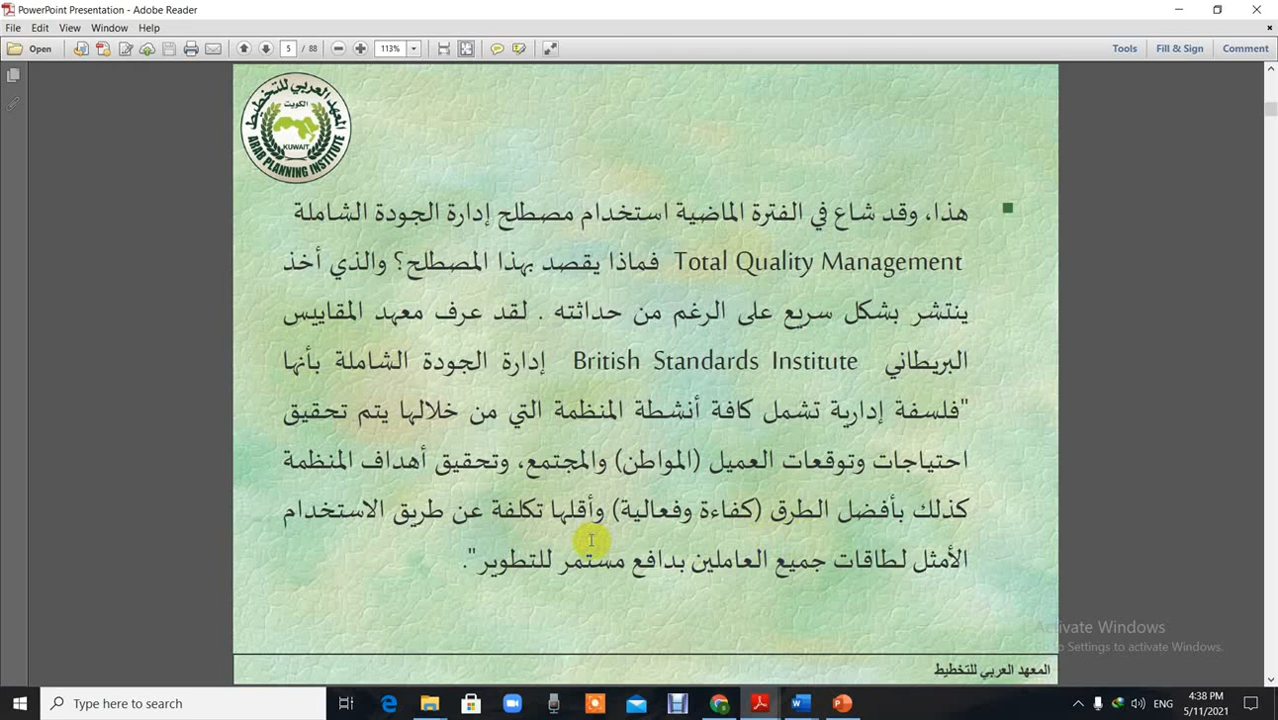 PowerPoint Presentation - Adobe Reader
File Edit View Window Help
Open 5 / 88 113% Tools Fill & Sign Comment
المعهد العربي للتخطيط
الكويت
KUWAIT
ARAB PLANNING INSTITUTE
هذا، وقد شاع في الفترة الماضية استخدام مصطلح إدارة الجودة الشاملة
Total Quality Management فماذا يقصد بهذا المصطلح؟ والذي أخذ
ينتشر بشكل سريع على الرغم من حداثته . لقد عرف معهد المقاييس
البريطاني British Standards Institute إدارة الجودة الشاملة بأنها
"فلسفة إدارية تشمل كافة أنشطة المنظمة التي من خلالها يتم تحقيق
احتياجات وتوقعات العميل (المواطن) والمجتمع، وتحقيق أهداف المنظمة
كذلك بأفضل الطرق (كفاءة وفعالية) وأقلها تكلفة عن طريق الاستخدام
الأمثل لطاقات جميع العاملين بدافع مستمر للتطوير".
Activate Windows
to Settings to activate Windows.
المعهد العربي للتخطيط
Type here to search
ENG
4:38 PM
5/11/2021